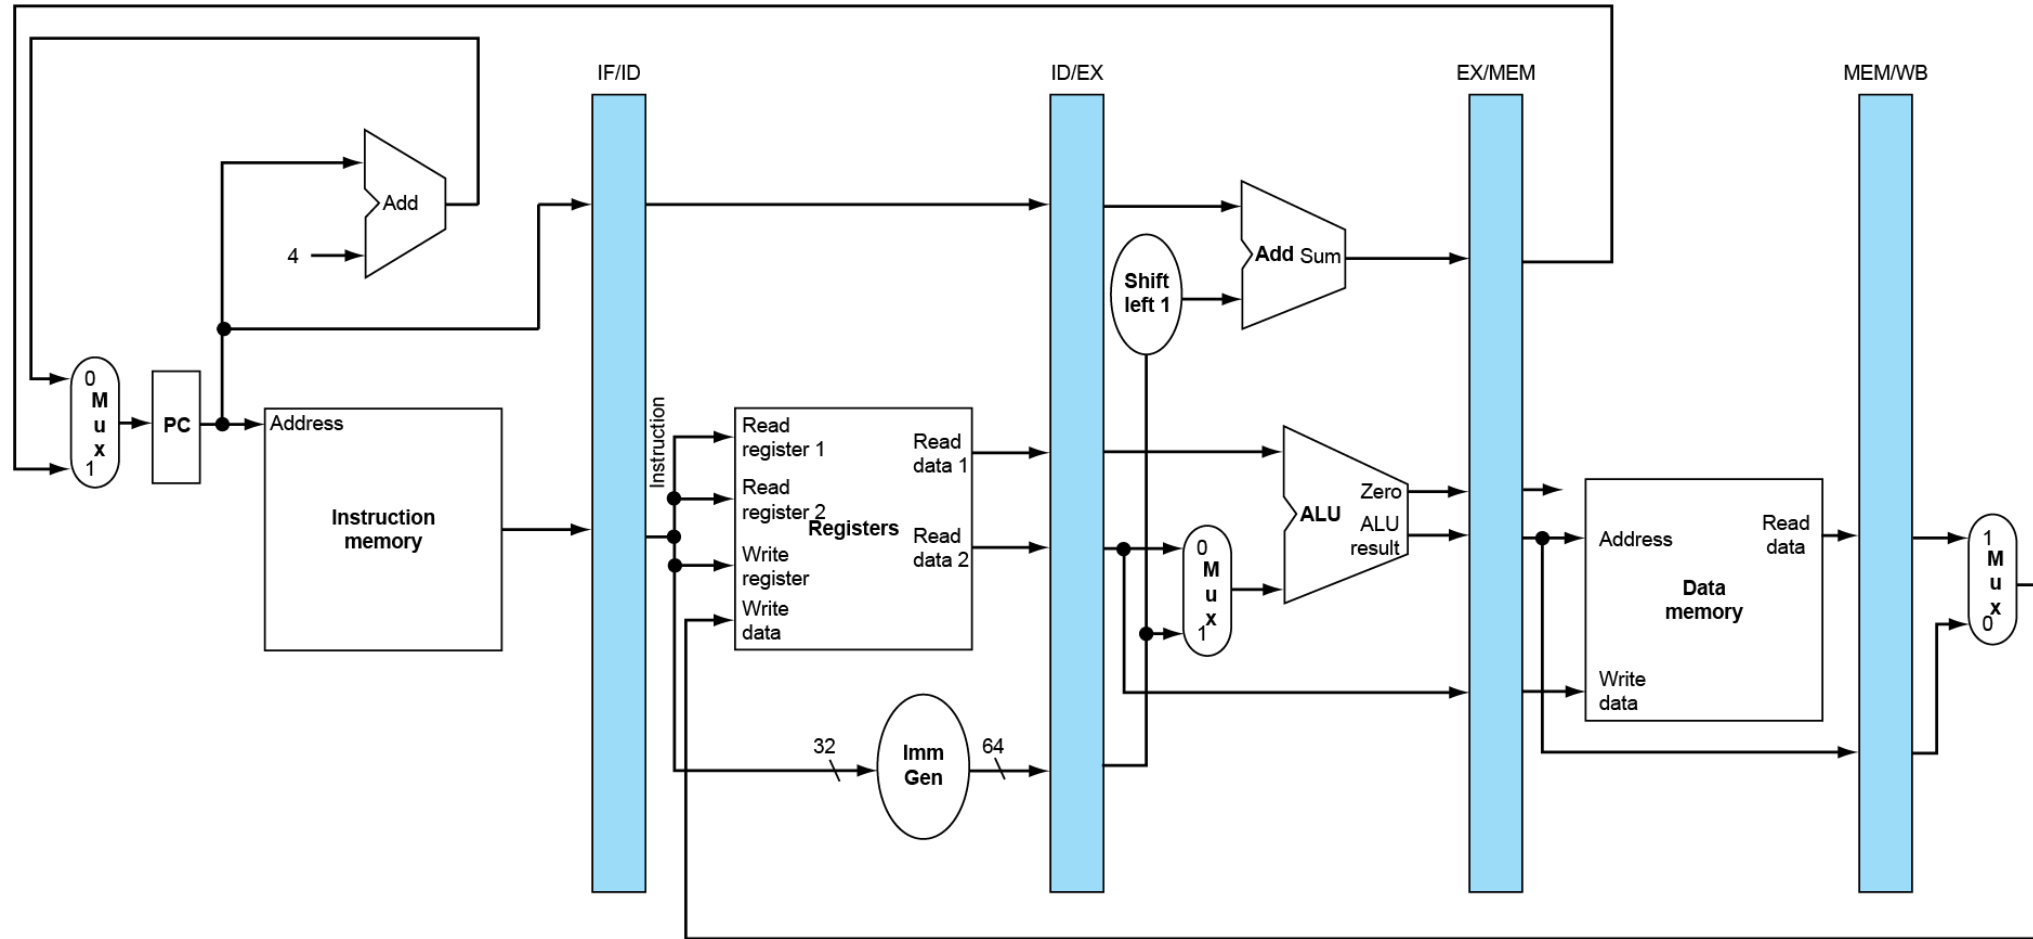 IF/ID
ID/EX
EX/MEM
MEM/WB
Add
4
Add Sum
Shift
left 1
0
M
u
x
1
PC
Address
Instruction
memory
Instruction
Read
register 1
Read
register 2
Write
register
Write
data
Registers
Read
data 1
Read
data 2
32
Imm
Gen
64
0
M
u
x
1
ALU
Zero
ALU
result
Address
Write
data
Data
memory
Read
data
1
M
u
x
0